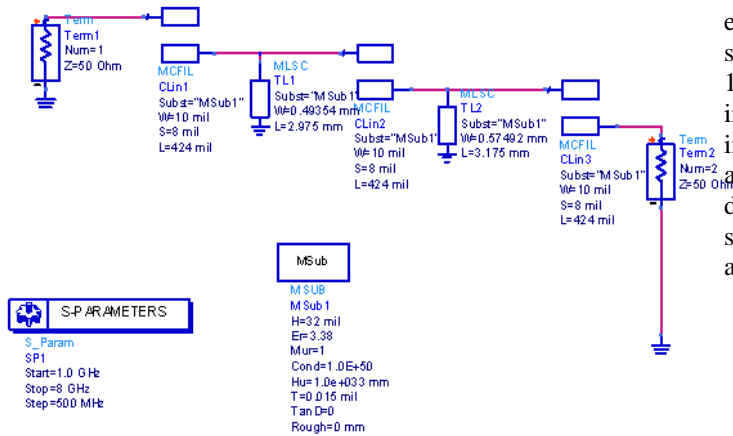 Term
Term1
Num=1
Z=50 Ohm
MCFIL
CLin1
Subst="MSub1"
W=10 mil
S=8 mil
L=424 mil
MLSC
TL1
Subst="MSub1"
W=0.49354 mm
L=2.975 mm
MCFIL
CLin2
Subst="MSub1"
W=10 mil
S=8 mil
L=424 mil
MLSC
TL2
Subst="MSub1"
W=0.57492 mm
L=3.175 mm
MCFIL
CLin3
Subst="MSub1"
W=10 mil
S=8 mil
L=424 mil
Term
Term2
Num=2
Z=50 Ohm
MSub
MSUB
MSub1
H=32 mil
Er=3.38
Mur=1
Cond=1.0E+50
Hu=1.0e+033 mm
T=0.015 mil
TanD=0
Rough=0 mm
S-PARAMETERS
S_Param
SP1
Start=1.0 GHz
Stop=8 GHz
Step=500 MHz